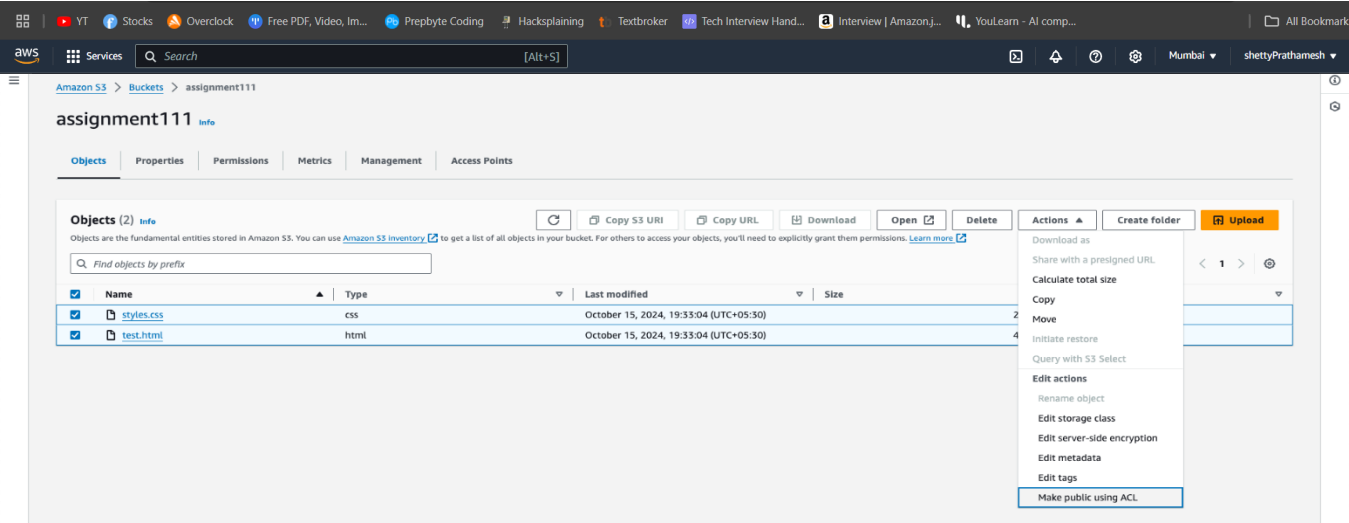 YT Stocks Overclock Free PDF, Video, Im... Prepbyte Coding Hacksplaining Textbroker Tech Interview Hand... Interview | Amazon.j... YouLearn - AI comp... All Bookmark
aws Services Search [Alt+S] Mumbai ▼ shettyPrathamesh ▼
Amazon S3 > Buckets > assignment111
assignment111 Info
Objects Properties Permissions Metrics Management Access Points
Objects (2) Info Copy S3 URI Copy URL Download Open Delete Actions ▲ Create folder Upload
Objects are the fundamental entities stored in Amazon S3. You can use Amazon S3 inventory to get a list of all objects in your bucket. For others to access your objects, you'll need to explicitly grant them permissions. Learn more
Find objects by prefix < 1 >
Name Type Last modified Size
styles.css css October 15, 2024, 19:33:04 (UTC+05:30) 2
test.html html October 15, 2024, 19:33:04 (UTC+05:30) 4
Download as
Share with a presigned URL
Calculate total size
Copy
Move
Initiate restore
Query with S3 Select
Edit actions
Rename object
Edit storage class
Edit server-side encryption
Edit metadata
Edit tags
Make public using ACL